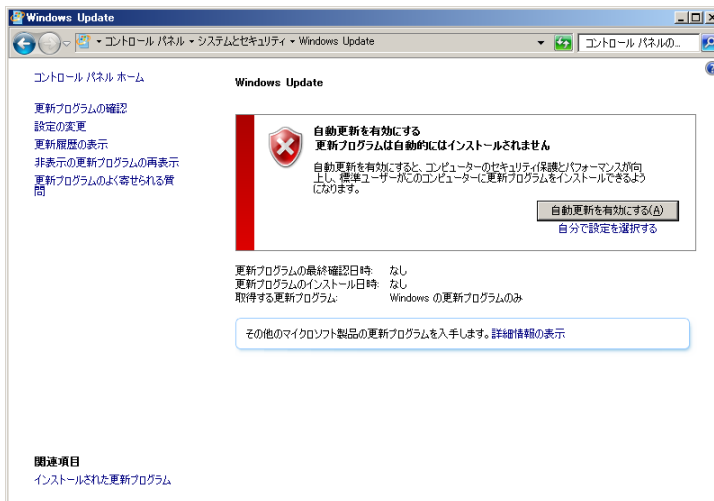 Windows Update
コントロール パネル ▾ システムとセキュリティ ▾ Windows Update
コントロール パネルの...
コントロール パネル ホーム
更新プログラムの確認
設定の変更
更新履歴の表示
非表示の更新プログラムの再表示
更新プログラムのよく寄せられる質
問
Windows Update
自動更新を有効にする
更新プログラムは自動的にはインストールされません
自動更新を有効にすると、コンピューターのセキュリティ保護とパフォーマンスが向
上し、標準ユーザーがこのコンピューターに更新プログラムをインストールできるよう
になります。
自動更新を有効にする(A)
自分で設定を選択する
更新プログラムの最終確認日時: なし
更新プログラムのインストール日時: なし
取得する更新プログラム: Windows の更新プログラムのみ
その他のマイクロソフト製品の更新プログラムを入手します。詳細情報の表示
関連項目
インストールされた更新プログラム